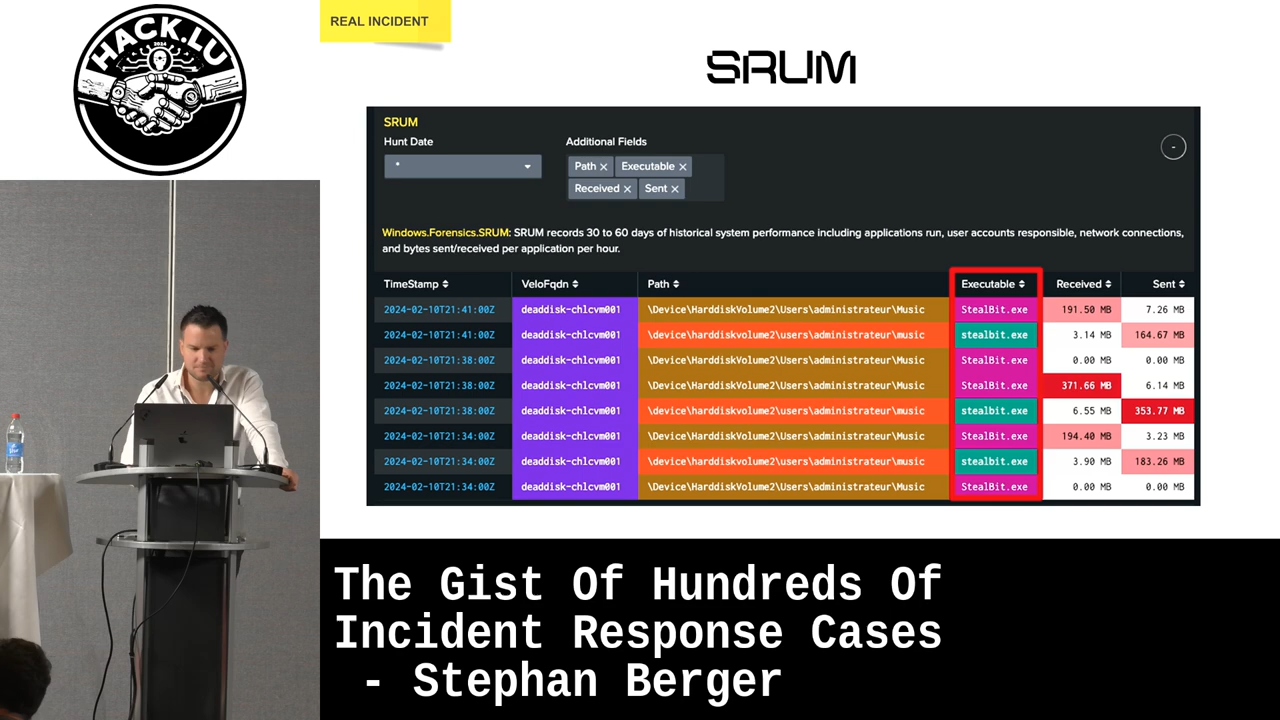 HACK.LU
2024
REAL INCIDENT
SRUM
SRUM
Hunt Date
Additional Fields
*
Path × Executable ×
Received × Sent ×
-
Windows.Forensics.SRUM: SRUM records 30 to 60 days of historical system performance including applications run, user accounts responsible, network connections,
and bytes sent/received per application per hour.
TimeStamp VeloFqdn Path Executable Received Sent
2024-02-10T21:41:00Z deaddisk-chlcvm001 \Device\HarddiskVolume2\Users\administrateur\Music StealBit.exe 191.50 MB 7.26 MB
2024-02-10T21:41:00Z deaddisk-chlcvm001 \device\harddiskvolume2\users\administrateur\music stealbit.exe 3.14 MB 164.67 MB
2024-02-10T21:38:00Z deaddisk-chlcvm001 \Device\HarddiskVolume2\Users\administrateur\Music StealBit.exe 0.00 MB 0.00 MB
2024-02-10T21:38:00Z deaddisk-chlcvm001 \Device\HarddiskVolume2\Users\administrateur\Music StealBit.exe 371.66 MB 6.14 MB
2024-02-10T21:38:00Z deaddisk-chlcvm001 \device\harddiskvolume2\users\administrateur\music stealbit.exe 6.55 MB 353.77 MB
2024-02-10T21:34:00Z deaddisk-chlcvm001 \Device\HarddiskVolume2\Users\administrateur\Music StealBit.exe 194.40 MB 3.23 MB
2024-02-10T21:34:00Z deaddisk-chlcvm001 \device\harddiskvolume2\users\administrateur\music stealbit.exe 3.90 MB 183.26 MB
2024-02-10T21:34:00Z deaddisk-chlcvm001 \Device\HarddiskVolume2\Users\administrateur\Music StealBit.exe 0.00 MB 0.00 MB
The Gist Of Hundreds Of
Incident Response Cases
- Stephan Berger